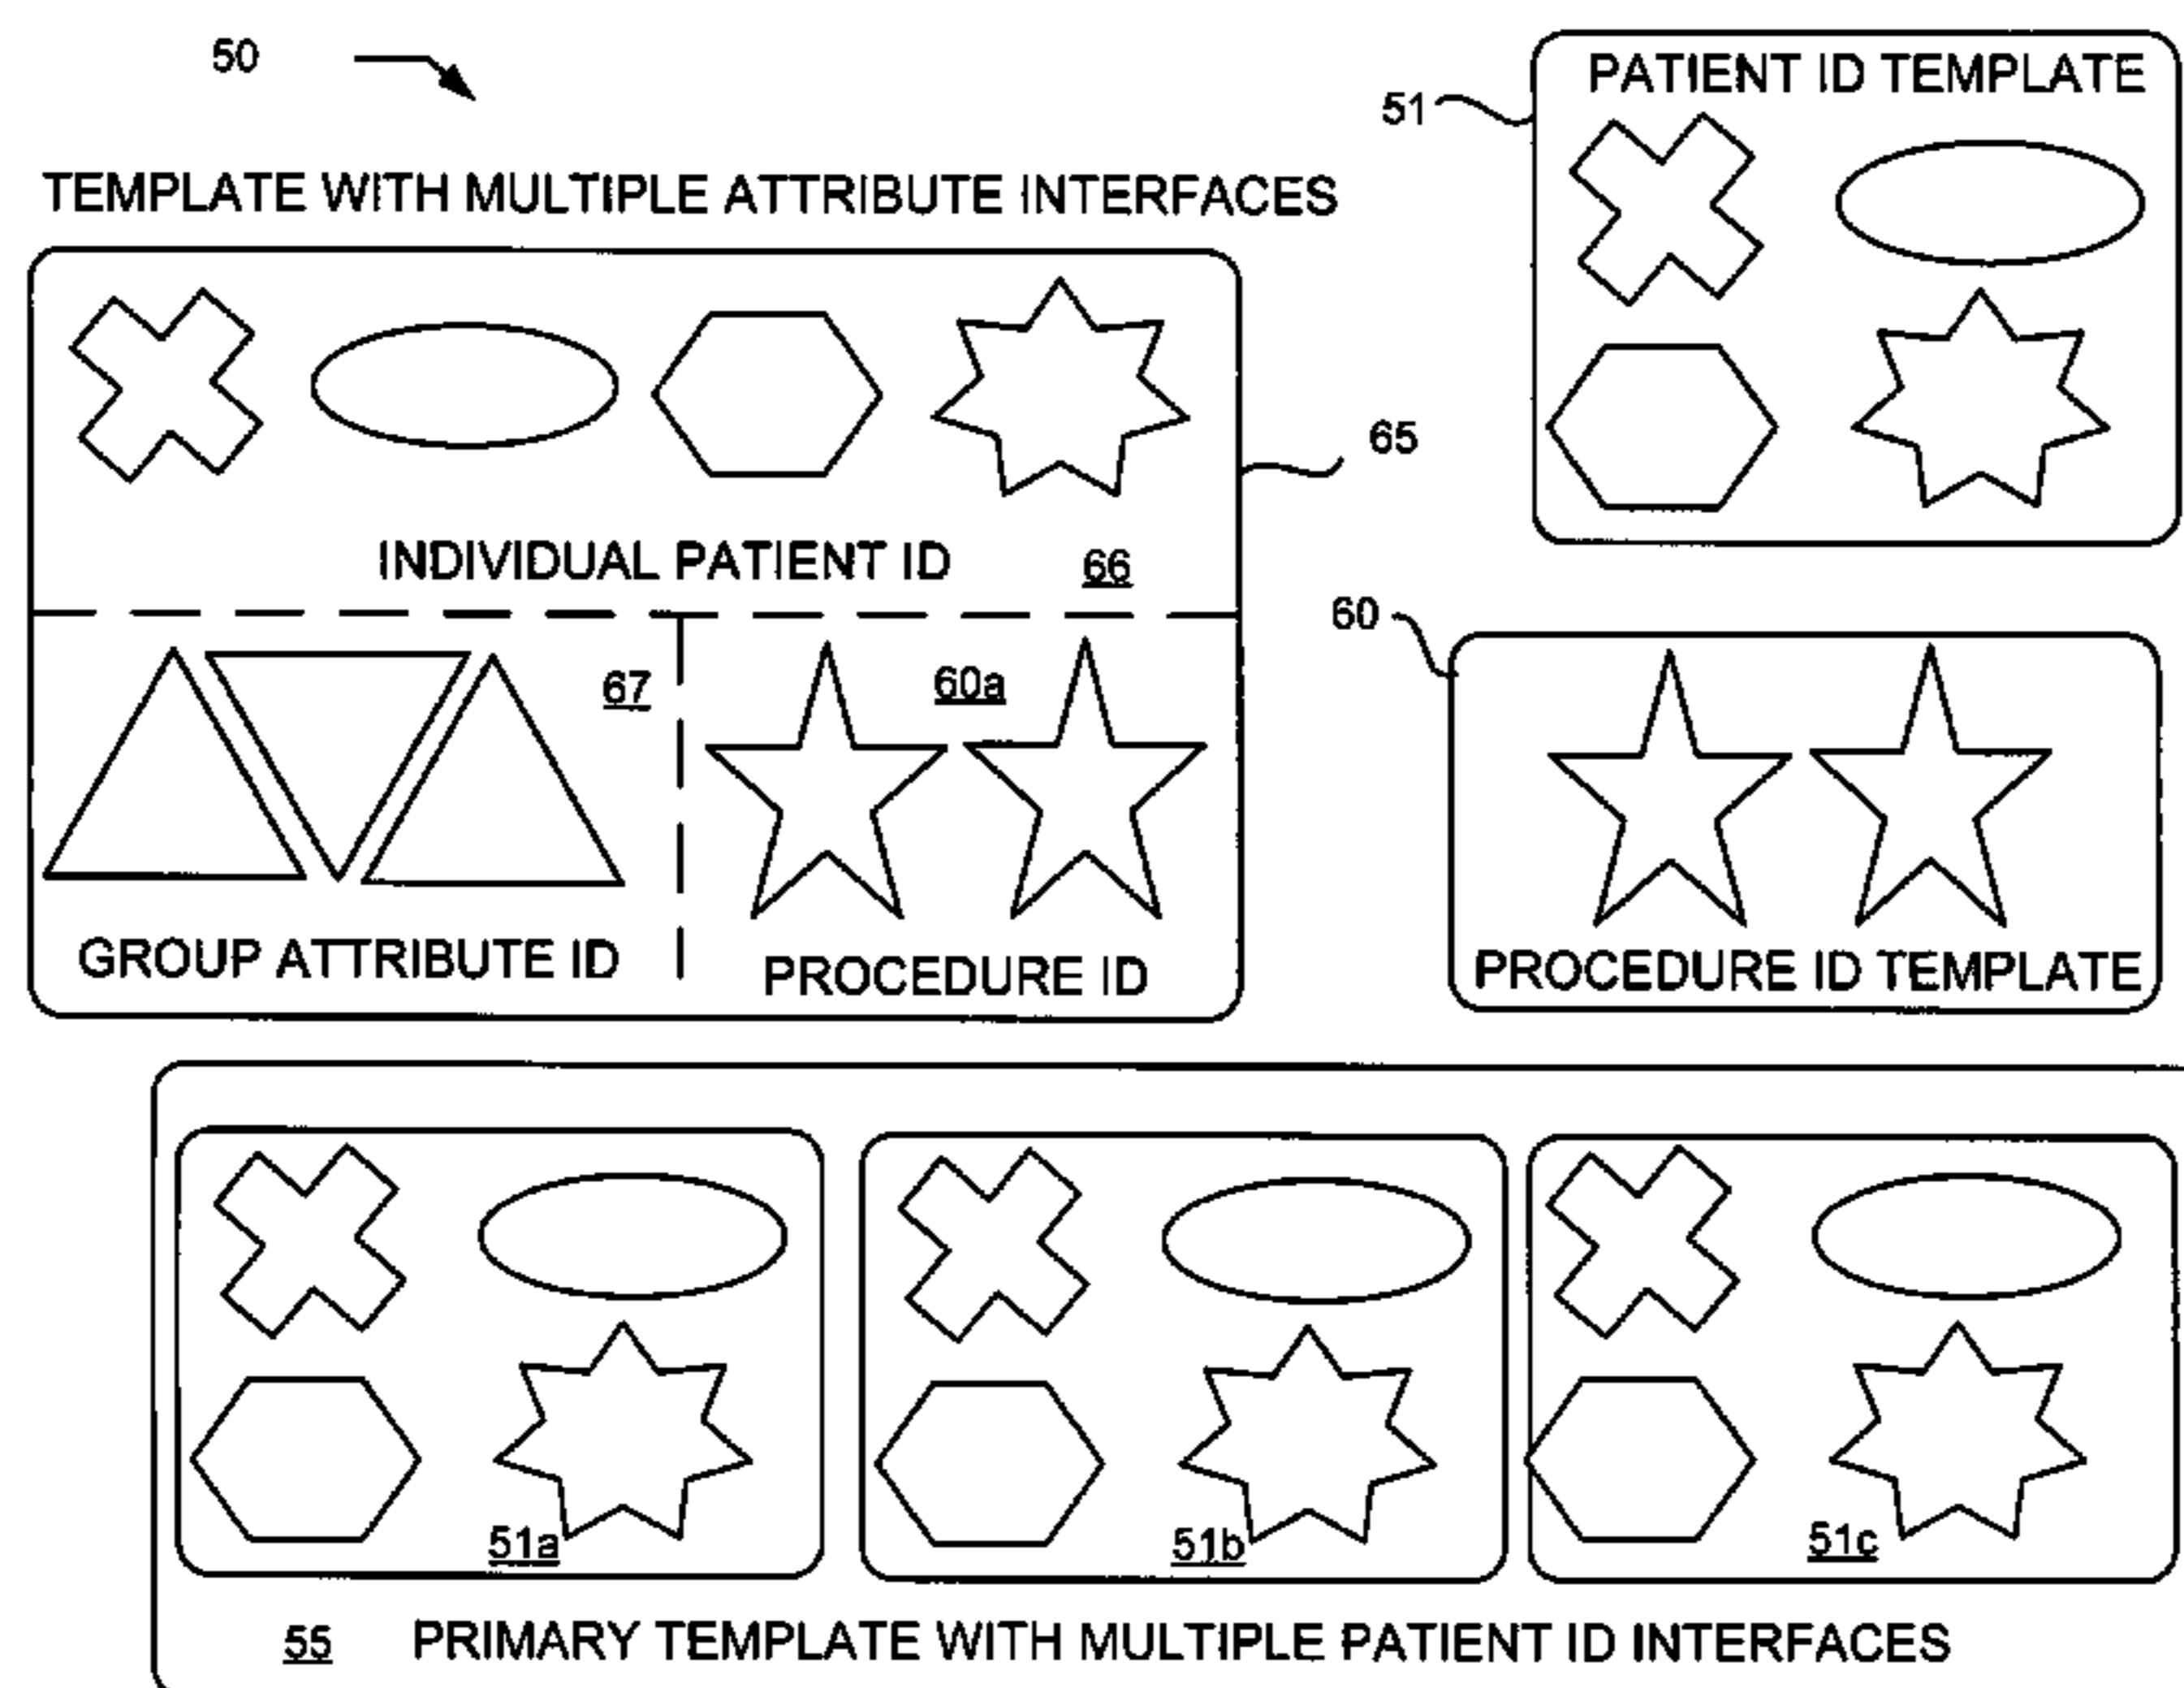 50
PATIENT ID TEMPLATE
51
TEMPLATE WITH MULTIPLE ATTRIBUTE INTERFACES
65
INDIVIDUAL PATIENT ID
66
60
67
60a
GROUP ATTRIBUTE ID
PROCEDURE ID
PROCEDURE ID TEMPLATE
51a
51b
51c
55 PRIMARY TEMPLATE WITH MULTIPLE PATIENT ID INTERFACES